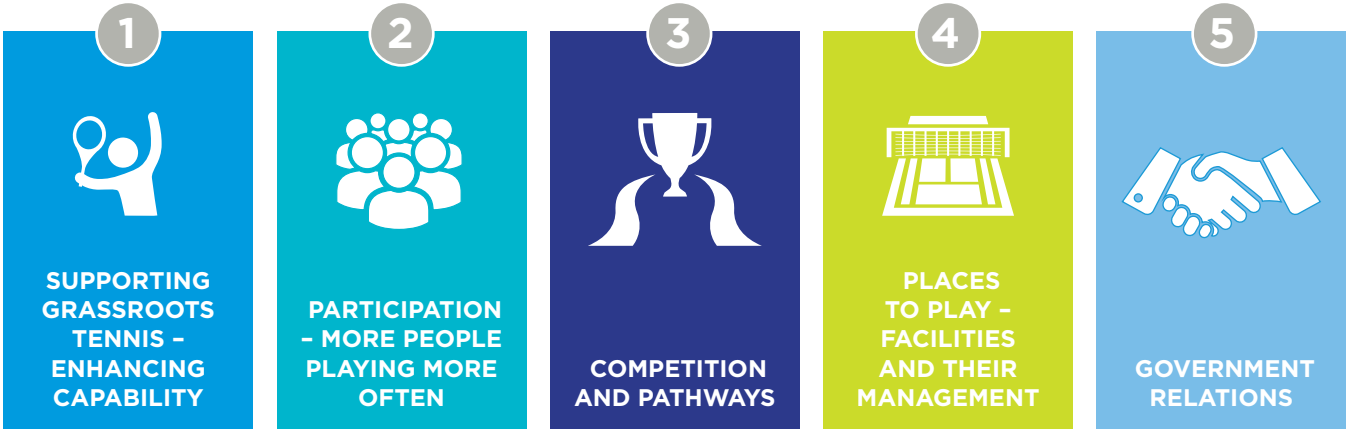 1
SUPPORTING
GRASSROOTS
TENNIS –
ENHANCING
CAPABILITY
2
PARTICIPATION
– MORE PEOPLE
PLAYING MORE
OFTEN
3
COMPETITION
AND PATHWAYS
4
PLACES
TO PLAY –
FACILITIES
AND THEIR
MANAGEMENT
5
GOVERNMENT
RELATIONS